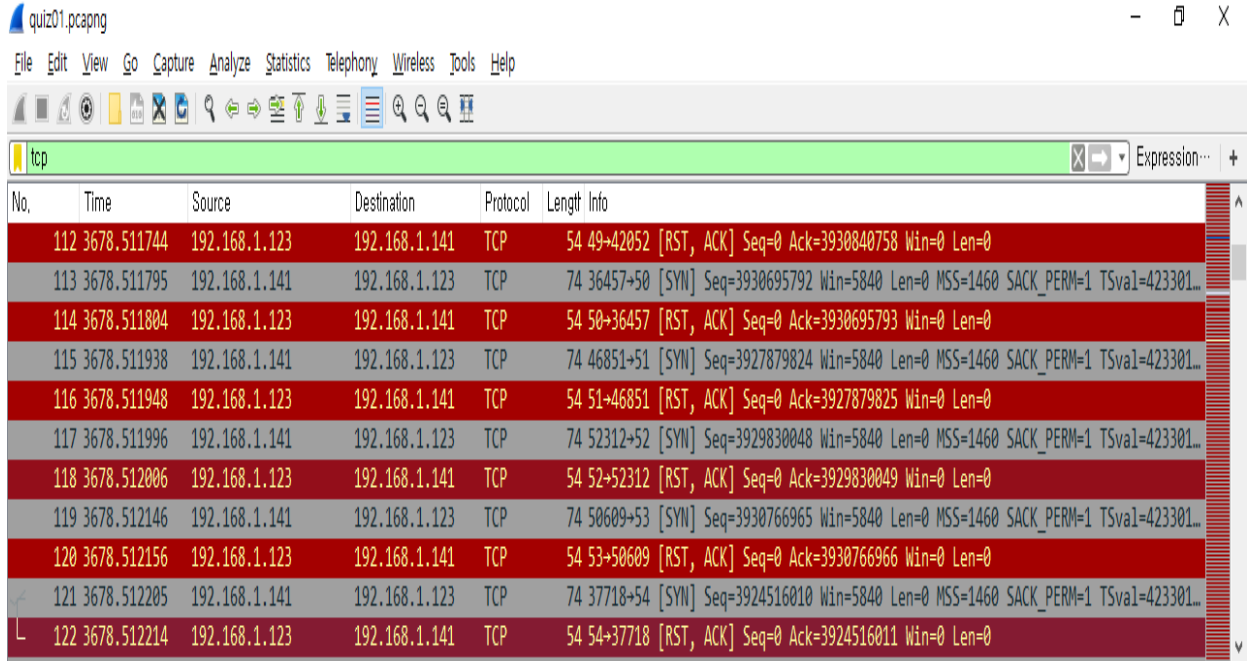 quiz01.pcapng
File Edit View Go Capture Analyze Statistics Telephony Wireless Tools Help
tcp Expression… +
No. Time Source Destination Protocol Length Info
112 3678.511744 192.168.1.123 192.168.1.141 TCP 54 49→42052 [RST, ACK] Seq=0 Ack=3930840758 Win=0 Len=0
113 3678.511795 192.168.1.141 192.168.1.123 TCP 74 36457→50 [SYN] Seq=3930695792 Win=5840 Len=0 MSS=1460 SACK_PERM=1 TSval=423301…
114 3678.511804 192.168.1.123 192.168.1.141 TCP 54 50→36457 [RST, ACK] Seq=0 Ack=3930695793 Win=0 Len=0
115 3678.511938 192.168.1.141 192.168.1.123 TCP 74 46851→51 [SYN] Seq=3927879824 Win=5840 Len=0 MSS=1460 SACK_PERM=1 TSval=423301…
116 3678.511948 192.168.1.123 192.168.1.141 TCP 54 51→46851 [RST, ACK] Seq=0 Ack=3927879825 Win=0 Len=0
117 3678.511996 192.168.1.141 192.168.1.123 TCP 74 52312→52 [SYN] Seq=3929830048 Win=5840 Len=0 MSS=1460 SACK_PERM=1 TSval=423301…
118 3678.512006 192.168.1.123 192.168.1.141 TCP 54 52→52312 [RST, ACK] Seq=0 Ack=3929830049 Win=0 Len=0
119 3678.512146 192.168.1.141 192.168.1.123 TCP 74 50609→53 [SYN] Seq=3930766965 Win=5840 Len=0 MSS=1460 SACK_PERM=1 TSval=423301…
120 3678.512156 192.168.1.123 192.168.1.141 TCP 54 53→50609 [RST, ACK] Seq=0 Ack=3930766966 Win=0 Len=0
121 3678.512205 192.168.1.141 192.168.1.123 TCP 74 37718→54 [SYN] Seq=3924516010 Win=5840 Len=0 MSS=1460 SACK_PERM=1 TSval=423301…
122 3678.512214 192.168.1.123 192.168.1.141 TCP 54 54→37718 [RST, ACK] Seq=0 Ack=3924516011 Win=0 Len=0